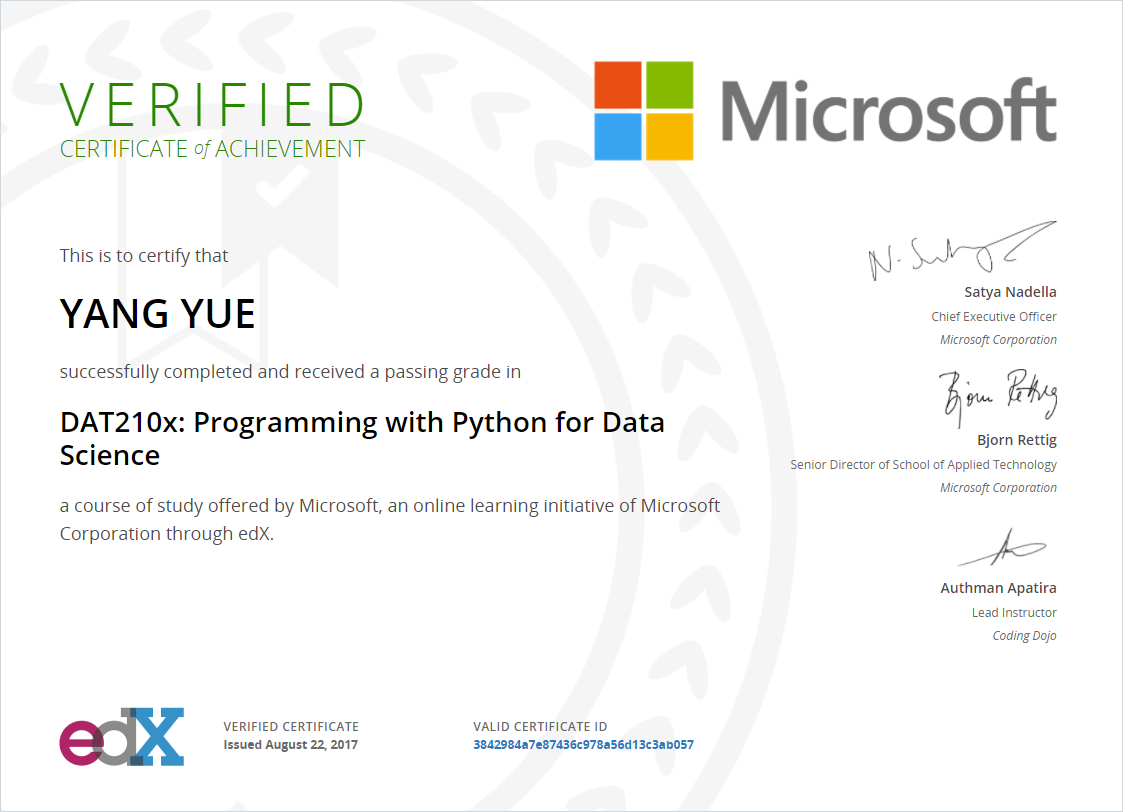 VERIFIED
CERTIFICATE of ACHIEVEMENT
Microsoft
This is to certify that
YANG YUE
successfully completed and received a passing grade in
DAT210x: Programming with Python for Data
Science
a course of study offered by Microsoft, an online learning initiative of Microsoft
Corporation through edX.
Satya Nadella
Chief Executive Officer
Microsoft Corporation
Bjorn Rettig
Bjorn Rettig
Senior Director of School of Applied Technology
Microsoft Corporation
Authman Apatira
Lead Instructor
Coding Dojo
edX
VERIFIED CERTIFICATE
Issued August 22, 2017
VALID CERTIFICATE ID
3842984a7e87436c978a56d13c3ab057